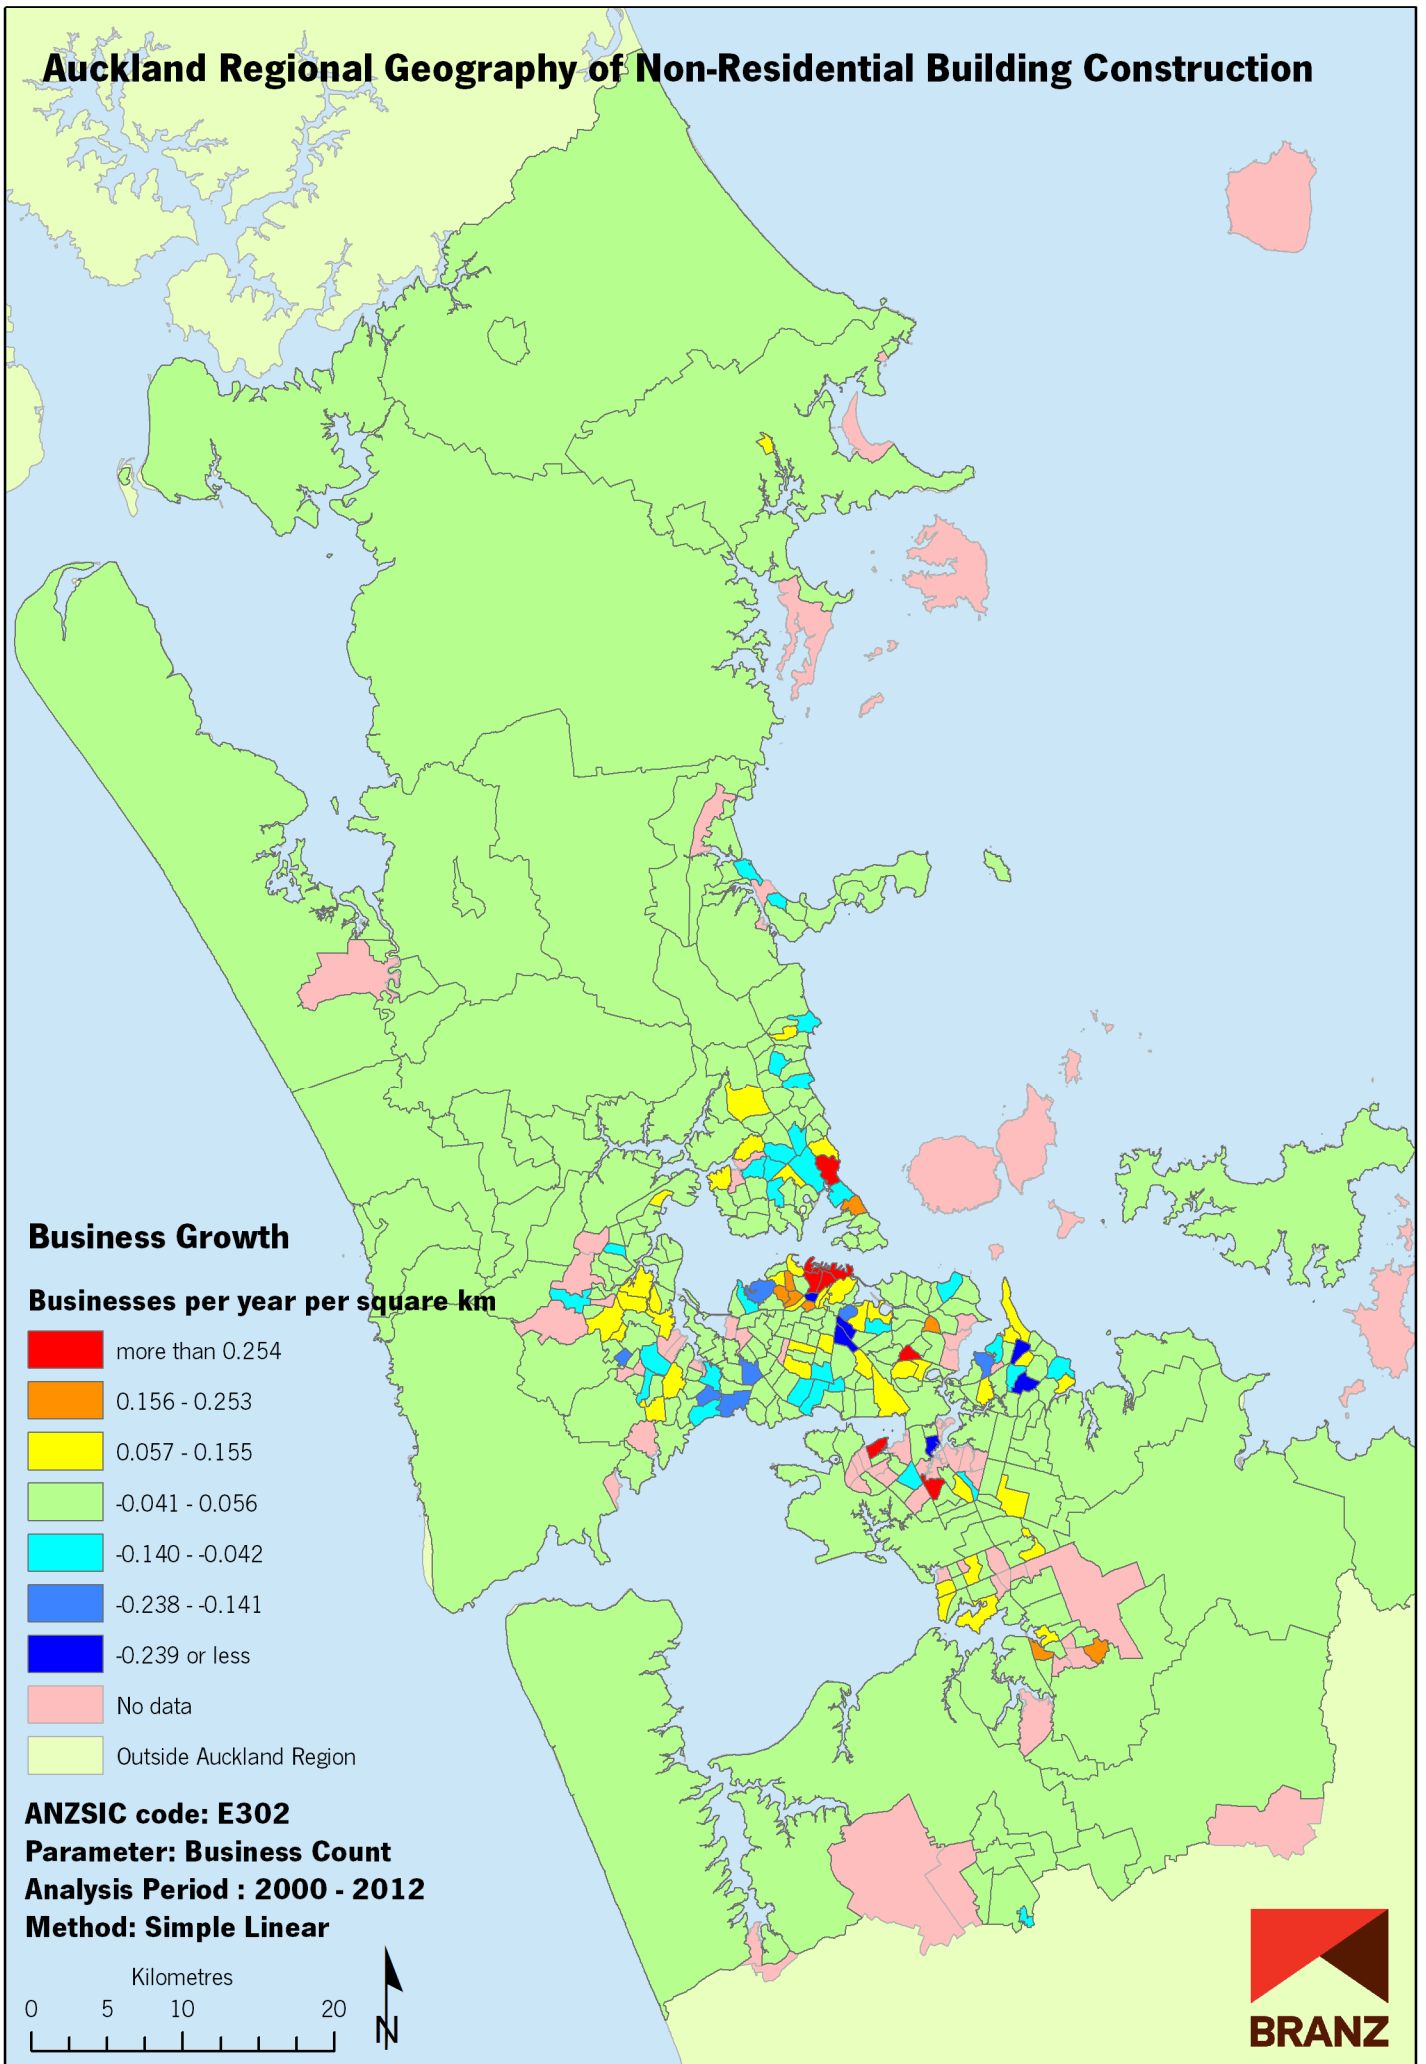 Auckland Regional Geography of Non-Residential Building Construction
Business Growth
Businesses per year per square km
more than 0.254
0.156 - 0.253
0.057 - 0.155
-0.041 - 0.056
-0.140 - -0.042
-0.238 - -0.141
-0.239 or less
No data
Outside Auckland Region
ANZSIC code: E302
Parameter: Business Count
Analysis Period : 2000 - 2012
Method: Simple Linear
Kilometres
0 5 10 20
N
BRANZ